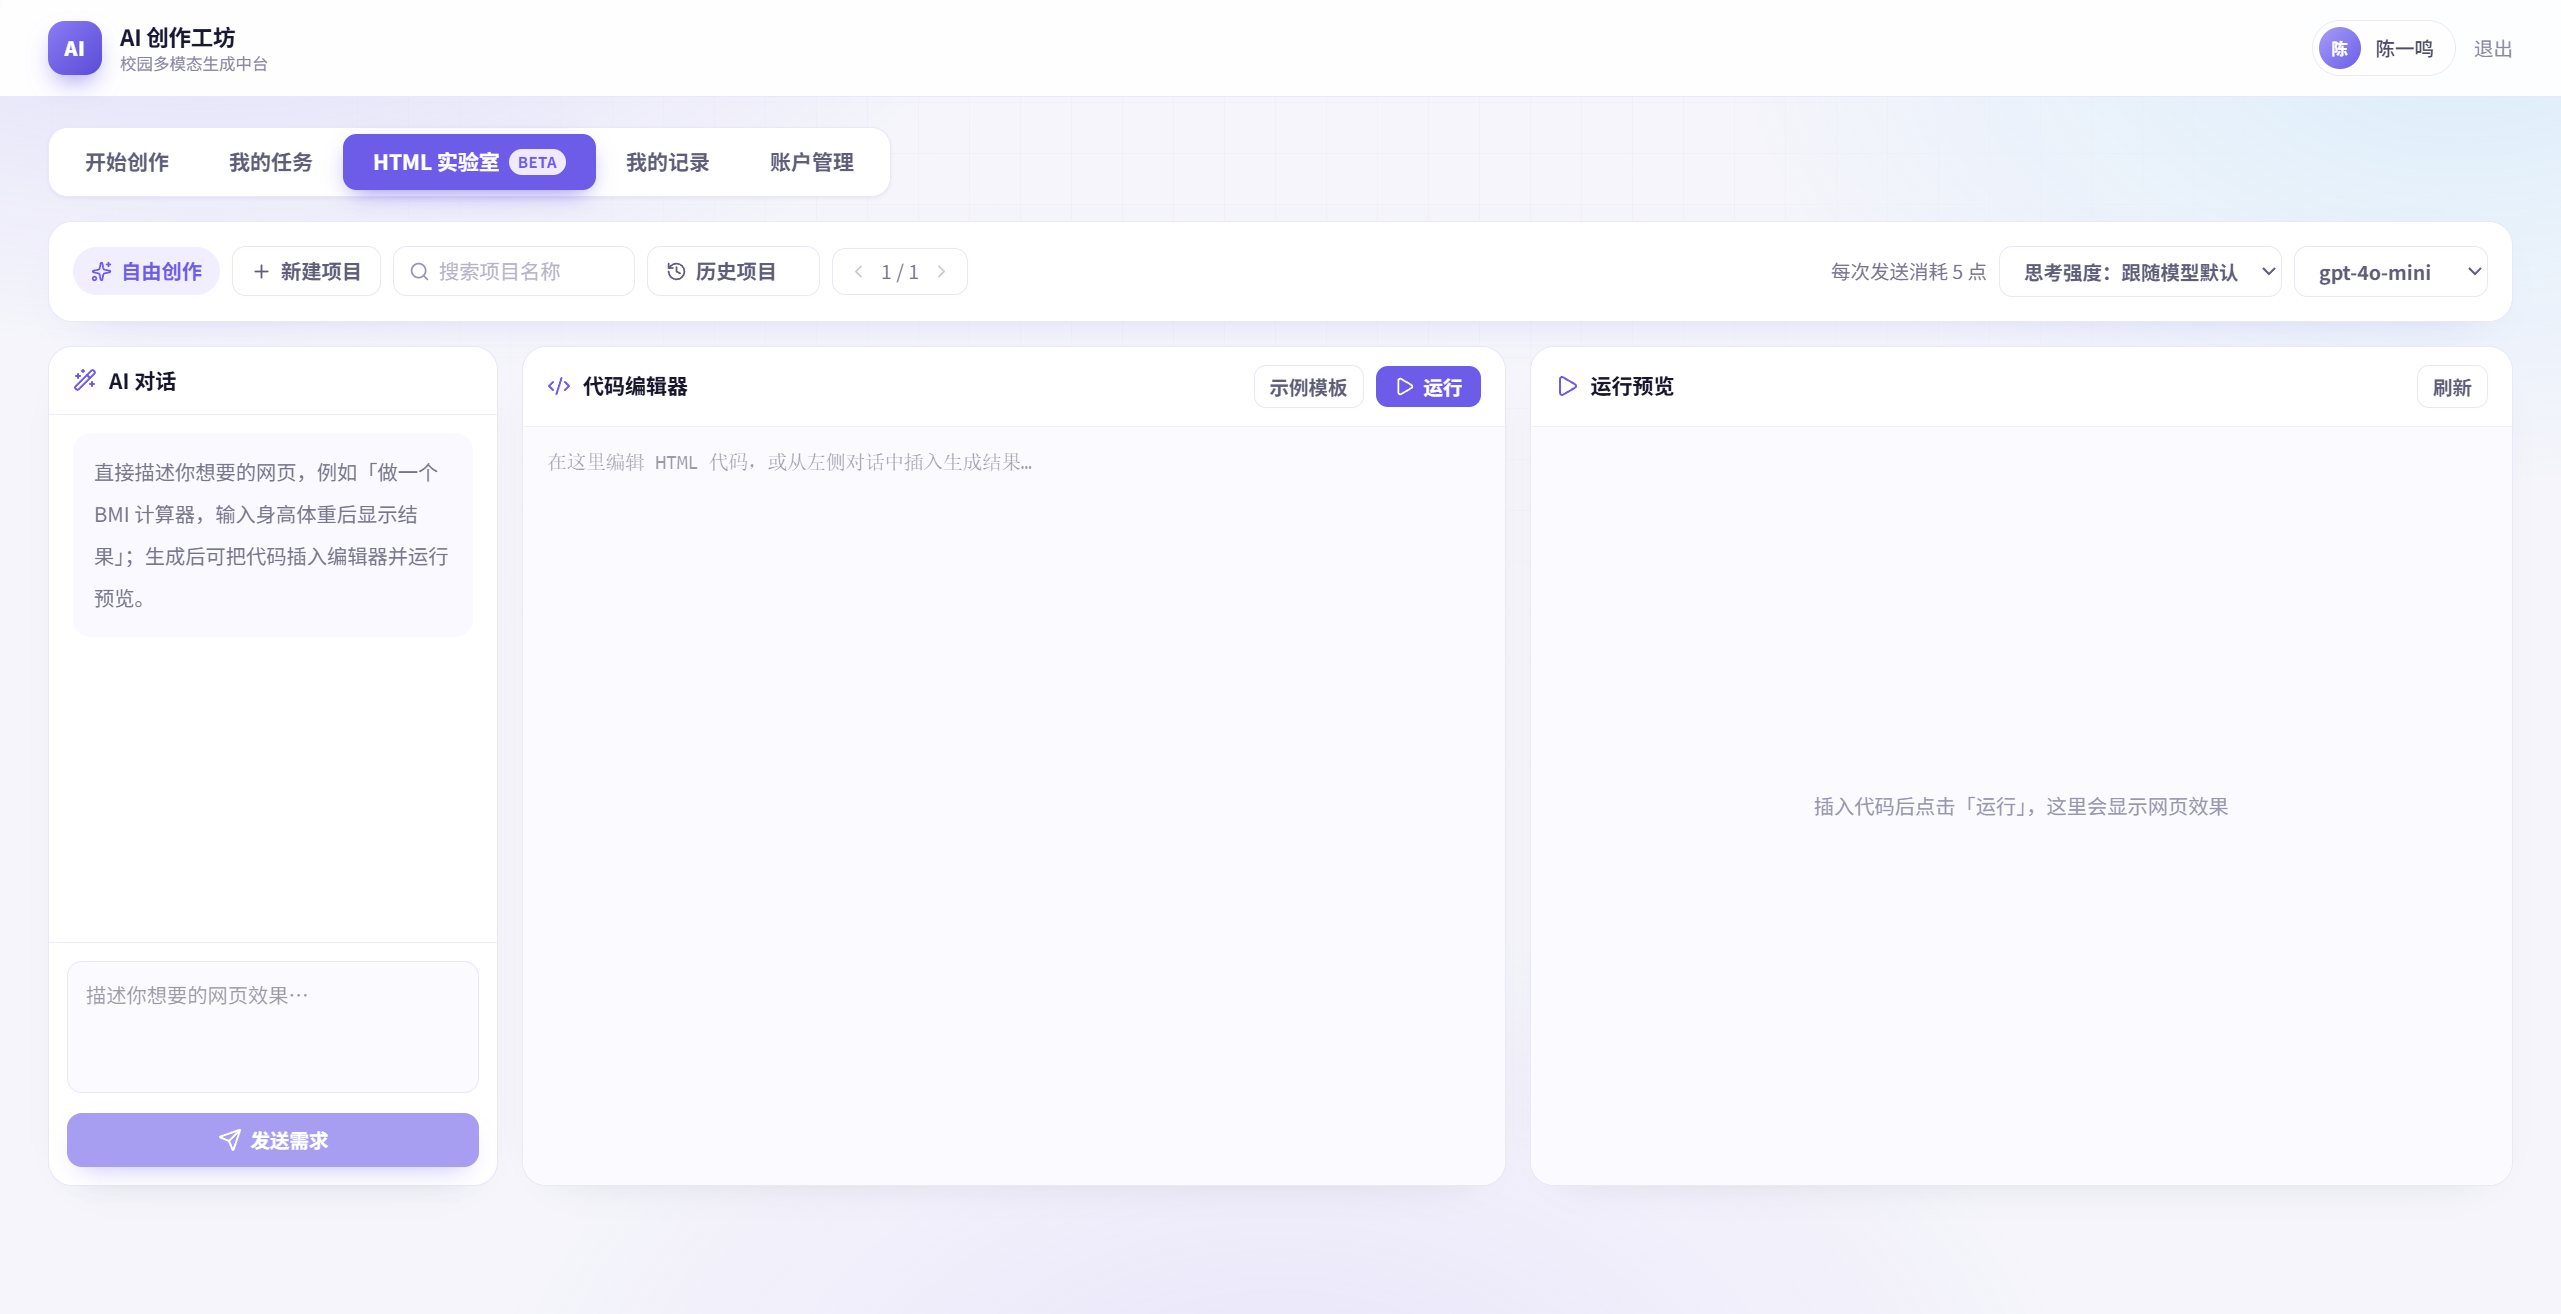 AI
AI 创作工坊
校园多模态生成中台
陈
陈一鸣
退出
开始创作
我的任务
HTML 实验室
BETA
我的记录
账户管理
自由创作
新建项目
搜索项目名称
历史项目
1 / 1
每次发送消耗 5 点
思考强度：跟随模型默认
gpt-4o-mini
AI 对话
直接描述你想要的网页，例如「做一个
BMI 计算器，输入身高体重后显示结
果」；生成后可把代码插入编辑器并运行
预览。
描述你想要的网页效果…
发送需求
代码编辑器
示例模板
运行
在这里编辑 HTML 代码，或从左侧对话中插入生成结果…
运行预览
刷新
插入代码后点击「运行」，这里会显示网页效果